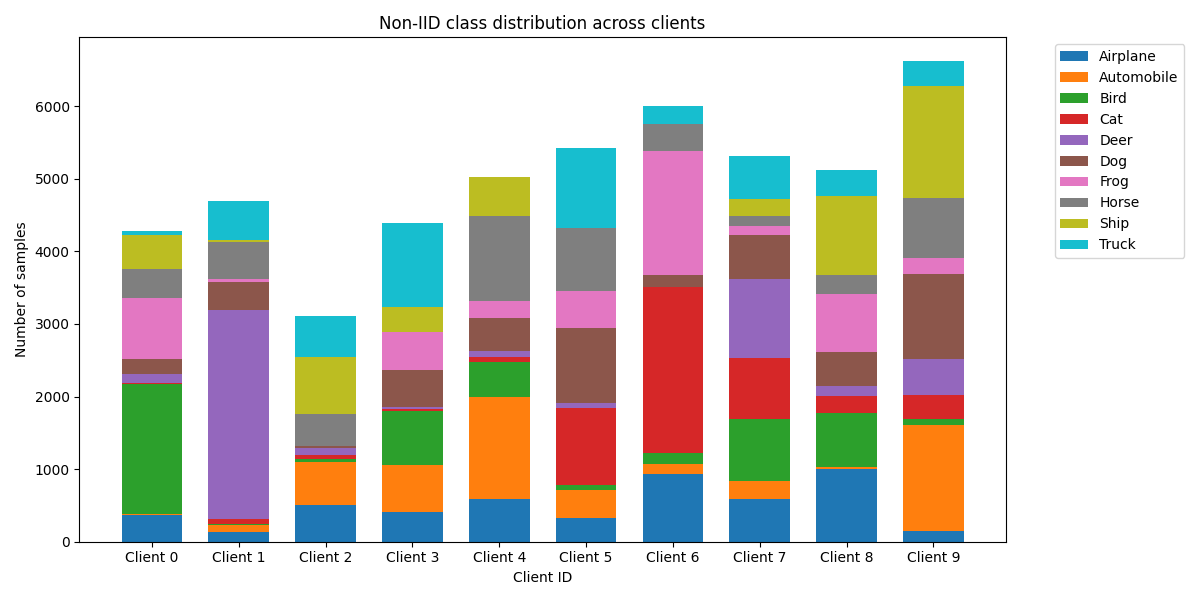 Non-IID class distribution across clients
Number of samples
6000
5000
4000
3000
2000
1000
0
Client 0
Client 1
Client 2
Client 3
Client 4
Client 5
Client 6
Client 7
Client 8
Client 9
Client ID
Airplane
Automobile
Bird
Cat
Deer
Dog
Frog
Horse
Ship
Truck